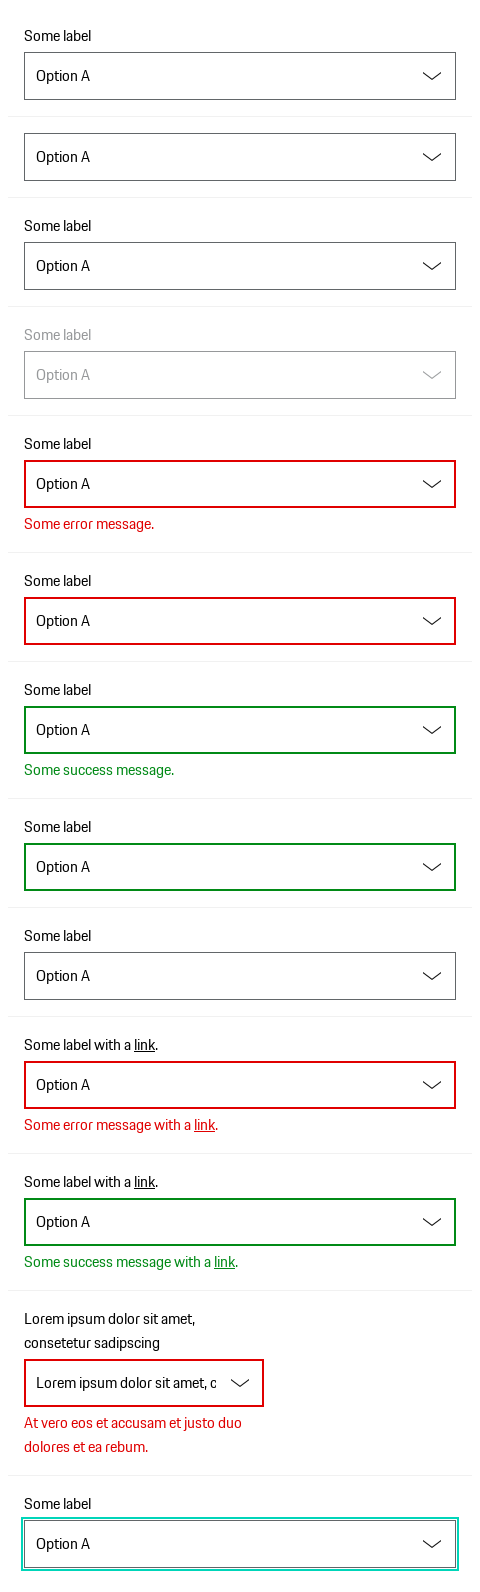 Some label
Option A
Option A
Some label
Option A
Some label
Option A
Some label
Option A
Some error message.
Some label
Option A
Some label
Option A
Some success message.
Some label
Option A
Some label
Option A
Some label with a link.
Option A
Some error message with a link.
Some label with a link.
Option A
Some success message with a link.
Lorem ipsum dolor sit amet,
consetetur sadipscing
Lorem ipsum dolor sit amet, c
At vero eos et accusam et justo duo
dolores et ea rebum.
Some label
Option A